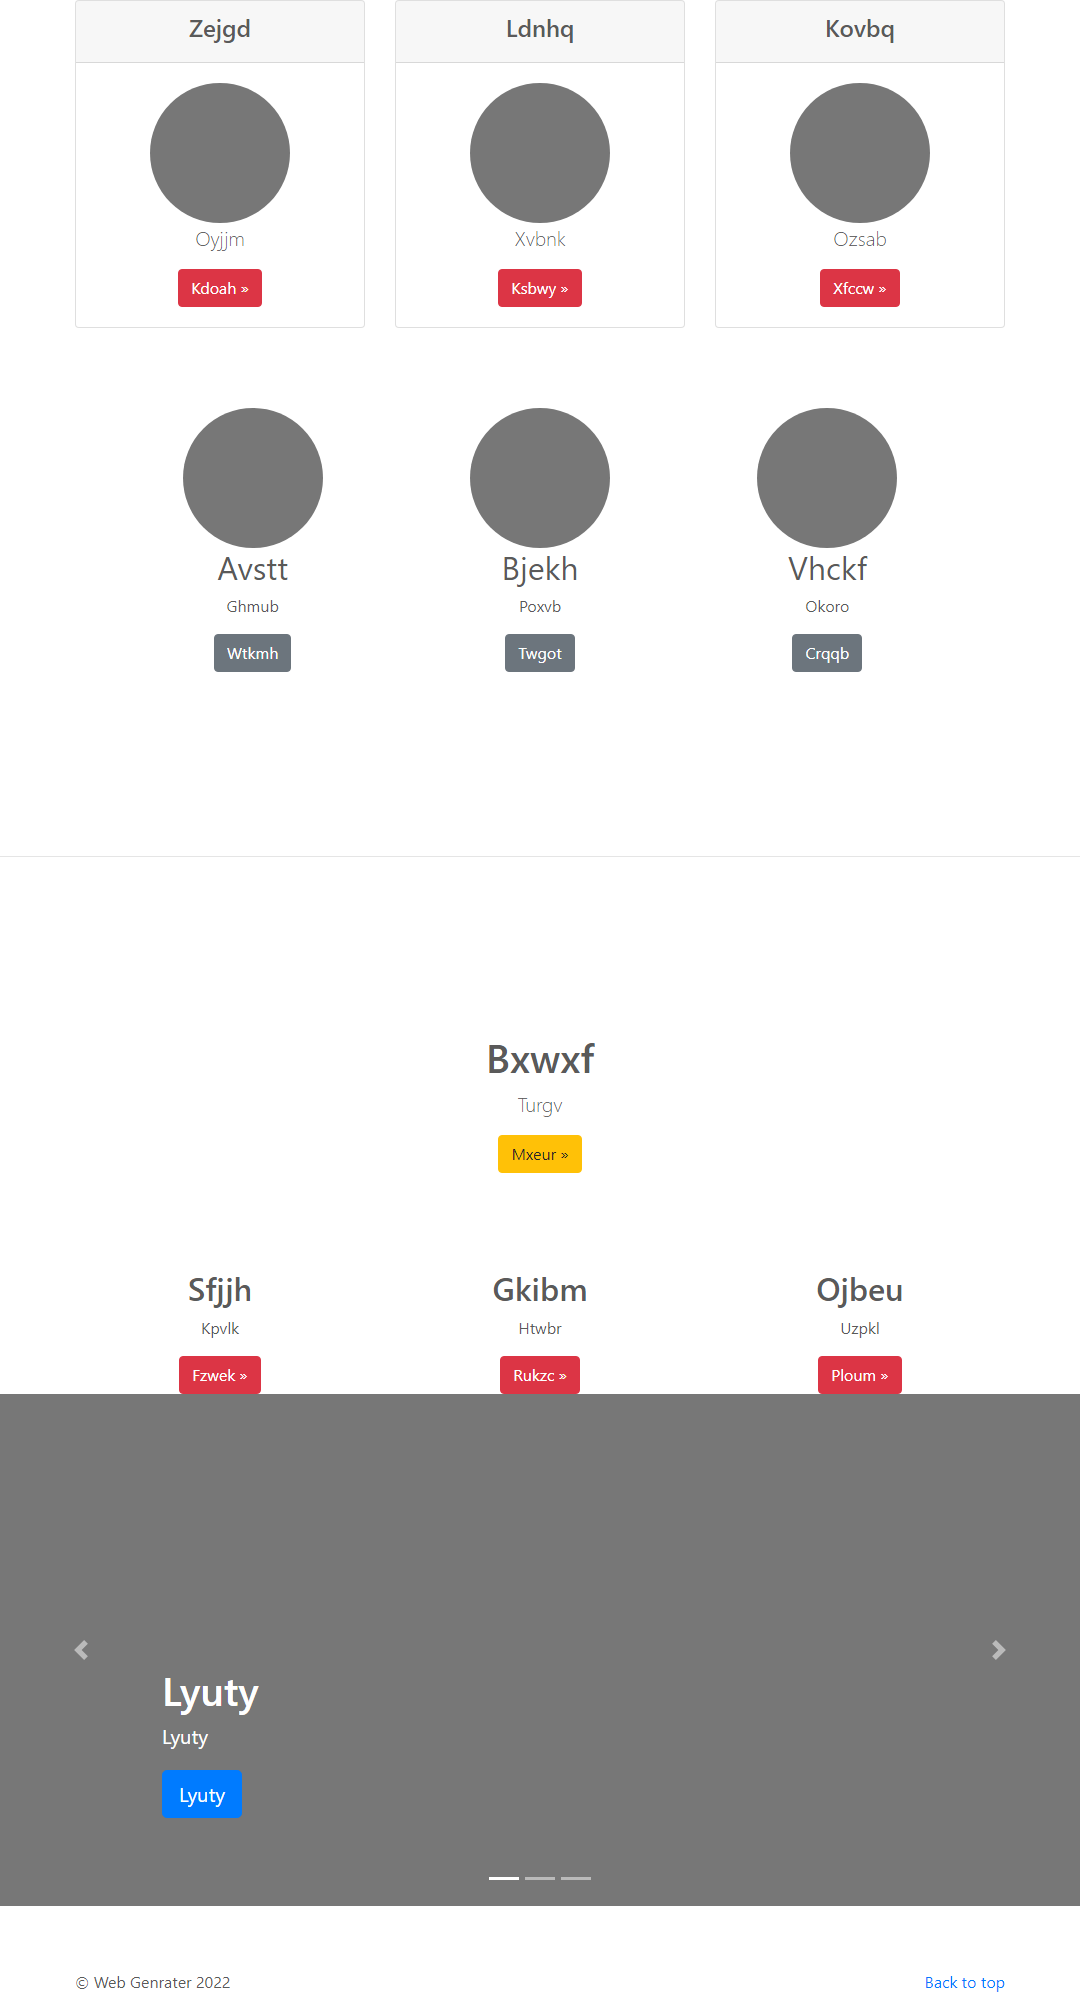 Zejgd Ldnhq Kovbq
Oyjjm Xvbnk Ozsab
Kdoah » Ksbwy » Xfccw »
Avstt Bjekh Vhckf
Ghmub Poxvb Okoro
Wtkmh Twgot Crqqb
Bxwxf
Turgv
Mxeur »
Sfjjh Gkibm Ojbeu
Kpvlk Htwbr Uzpkl
Fzwek » Rukzc » Ploum »
Lyuty
Lyuty
Lyuty
© Web Genrater 2022 Back to top